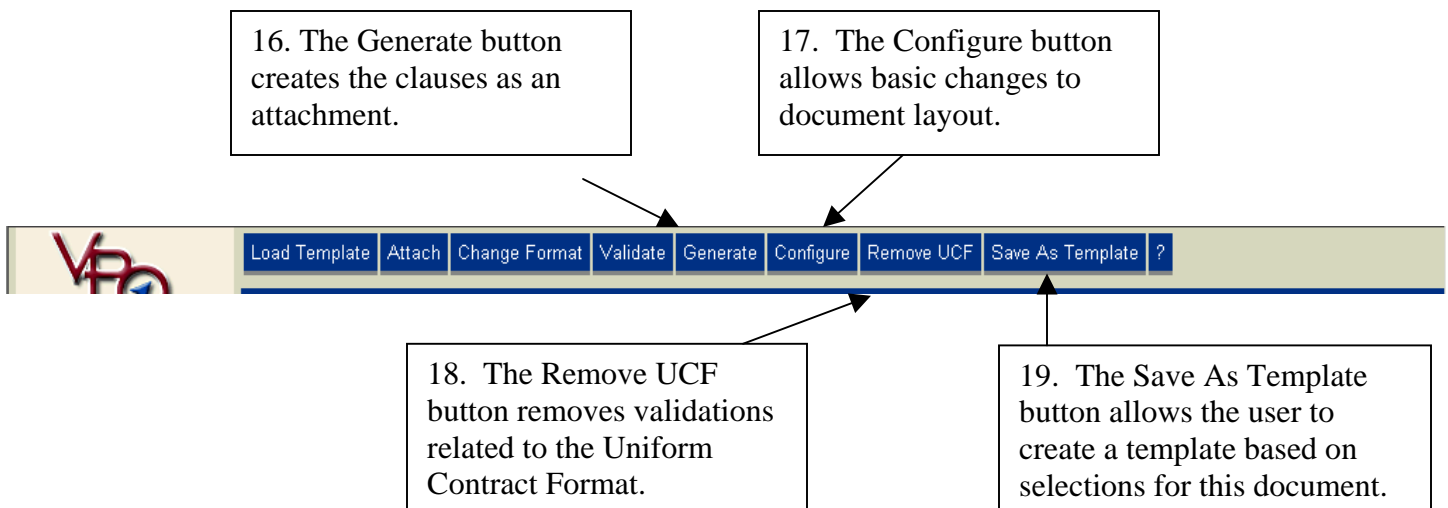 16. The Generate button
creates the clauses as an
attachment.
17. The Configure button
allows basic changes to
document layout.
VPO
Load Template Attach Change Format Validate Generate Configure Remove UCF Save As Template ?
18. The Remove UCF
button removes validations
related to the Uniform
Contract Format.
19. The Save As Template
button allows the user to
create a template based on
selections for this document.